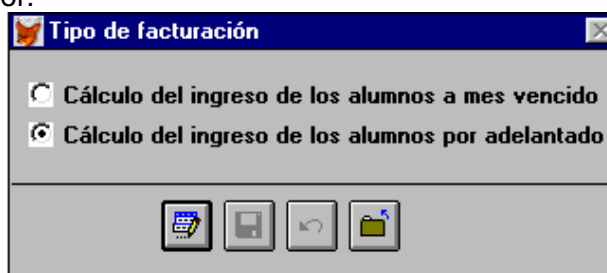 or.
Tipo de facturación
Cálculo del ingreso de los alumnos a mes vencido
Cálculo del ingreso de los alumnos por adelantado